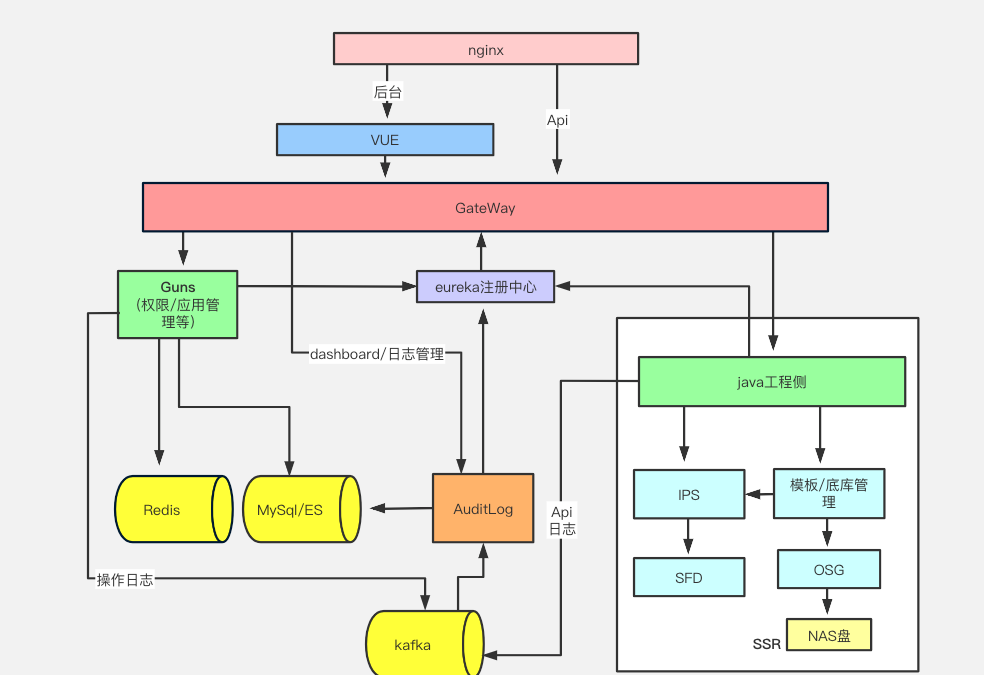 nginx
后台
Api
VUE
GateWay
Guns
(权限/应用管
理等)
eureka注册中心
dashboard/日志管理
java工程侧
Redis
MySql/ES
AuditLog
Api
日志
IPS
模板/底库管
理
SFD
OSG
操作日志
kafka
NAS盘
SSR